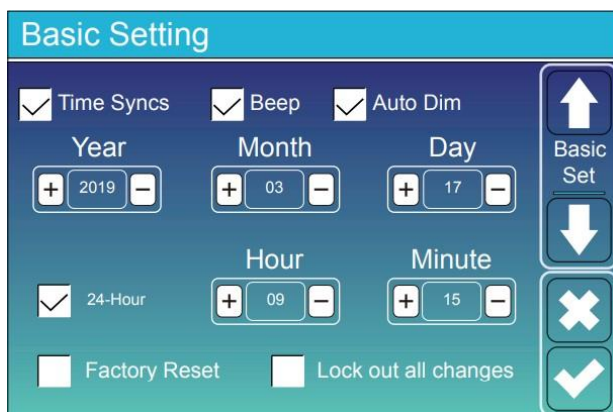 Basic Setting
Time Syncs Beep Auto Dim
Year Month Day
+ 2019 − + 03 − + 17 −
Basic
Set
Hour Minute
24-Hour + 09 − + 15 −
Factory Reset Lock out all changes